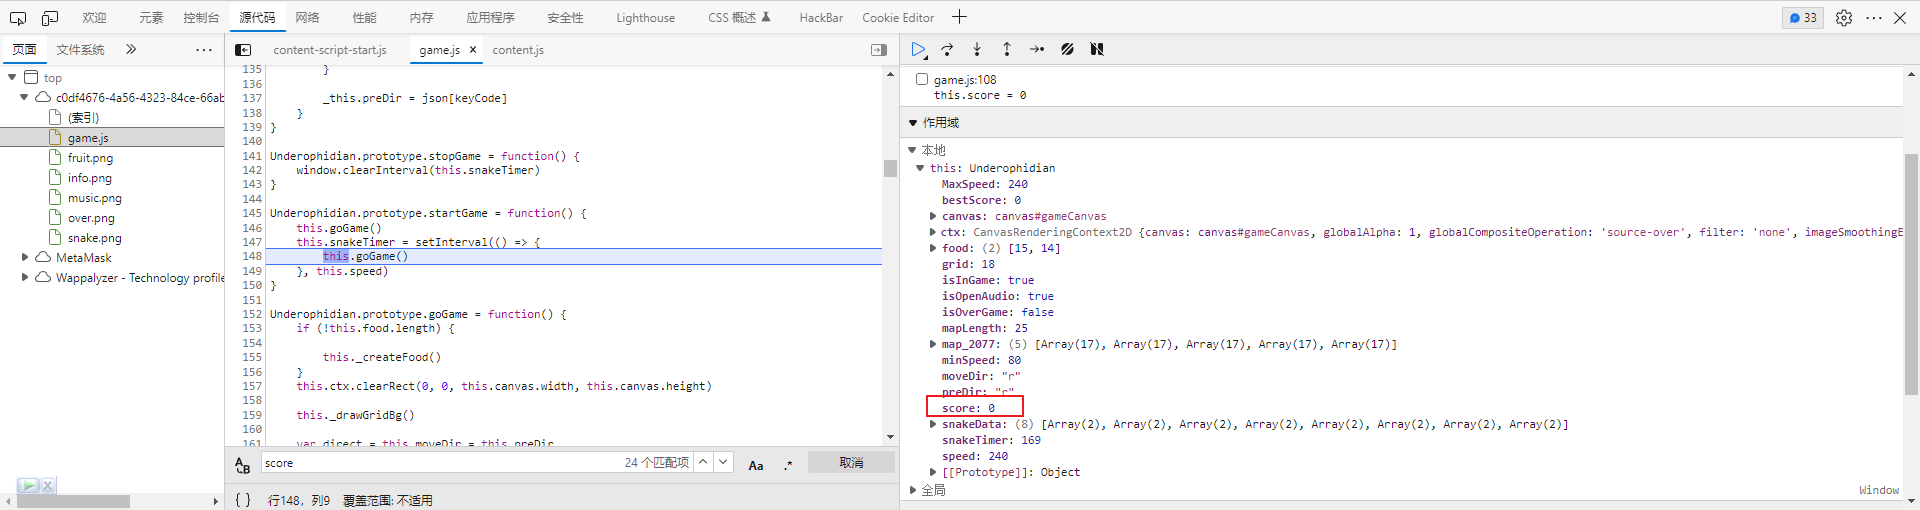 欢迎 元素 控制台 源代码 网络 性能 内存 应用程序 安全性 Lighthouse CSS 概述 HackBar Cookie Editor 33
页面 文件系统
top
c0df4676-4a56-4323-84ce-66ab
(索引)
game.js
fruit.png
info.png
music.png
over.png
snake.png
MetaMask
Wappalyzer - Technology profile
content-script-start.js game.js × content.js
135 }
136
137 _this.preDir = json[keyCode]
138 }
139 }
140
141 Underophidian.prototype.stopGame = function() {
142 window.clearInterval(this.snakeTimer)
143 }
144
145 Underophidian.prototype.startGame = function() {
146 this.goGame()
147 this.snakeTimer = setInterval(() => {
148 this.goGame()
149 }, this.speed)
150 }
151
152 Underophidian.prototype.goGame = function() {
153 if (!this.food.length) {
154
155 this._createFood()
156 }
157 this.ctx.clearRect(0, 0, this.canvas.width, this.canvas.height)
158
159 this._drawGridBg()
160
161 var direct = this.moveDir = this.preDir
score 24 个匹配项 Aa .* 取消
{ } 行148，列9 覆盖范围: 不适用
game.js:108
this.score = 0
作用域
本地
this: Underophidian
MaxSpeed: 240
bestScore: 0
canvas: canvas#gameCanvas
ctx: CanvasRenderingContext2D {canvas: canvas#gameCanvas, globalAlpha: 1, globalCompositeOperation: 'source-over', filter: 'none', imageSmoothingE
food: (2) [15, 14]
grid: 18
isInGame: true
isOpenAudio: true
isOverGame: false
mapLength: 25
map_2077: (5) [Array(17), Array(17), Array(17), Array(17), Array(17)]
minSpeed: 80
moveDir: "r"
preDir: "r"
score: 0
snakeData: (8) [Array(2), Array(2), Array(2), Array(2), Array(2), Array(2), Array(2), Array(2)]
snakeTimer: 169
speed: 240
[[Prototype]]: Object
全局 Window